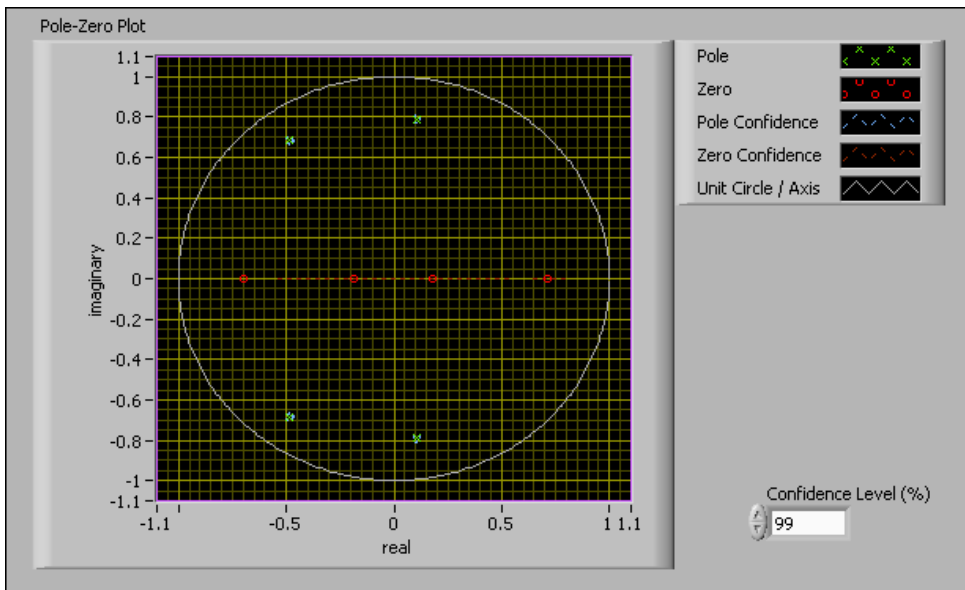 Pole-Zero Plot
1.1
1
0.8
0.6
0.4
0.2
0
-0.2
-0.4
-0.6
-0.8
-1
-1.1
imaginary
-1.1 -0.5 0 0.5 1 1.1
real
Pole
Zero
Pole Confidence
Zero Confidence
Unit Circle / Axis
Confidence Level (%)
99